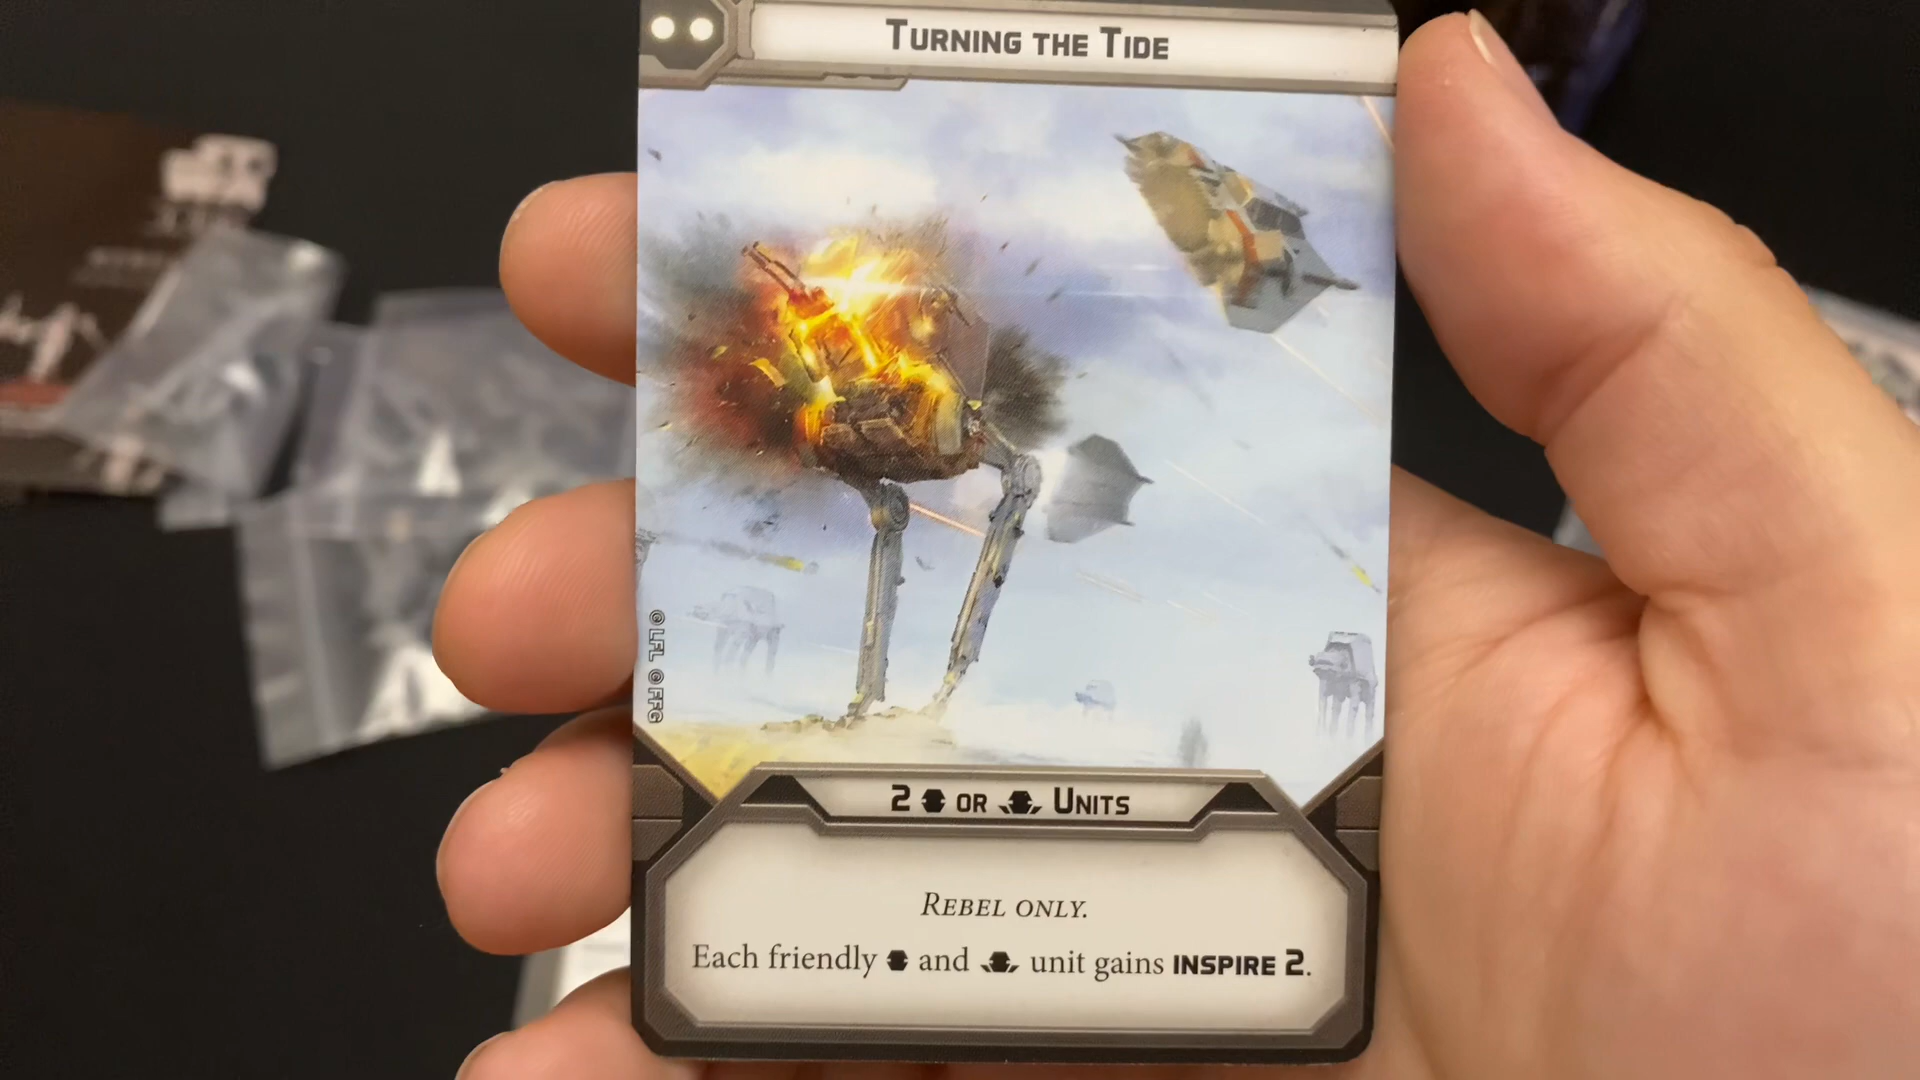 Turning the Tide
©LFL ©FFG
2 or Units
Rebel only.
Each friendly and unit gains INSPIRE 2.